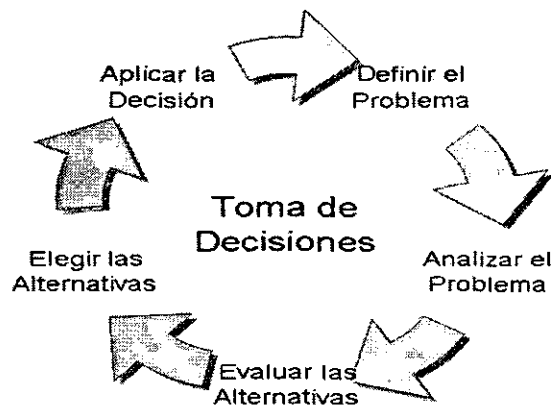 Toma de
Decisiones
Definir el
Problema
Analizar el
Problema
Evaluar las
Alternativas
Elegir las
Alternativas
Aplicar la
Decisión